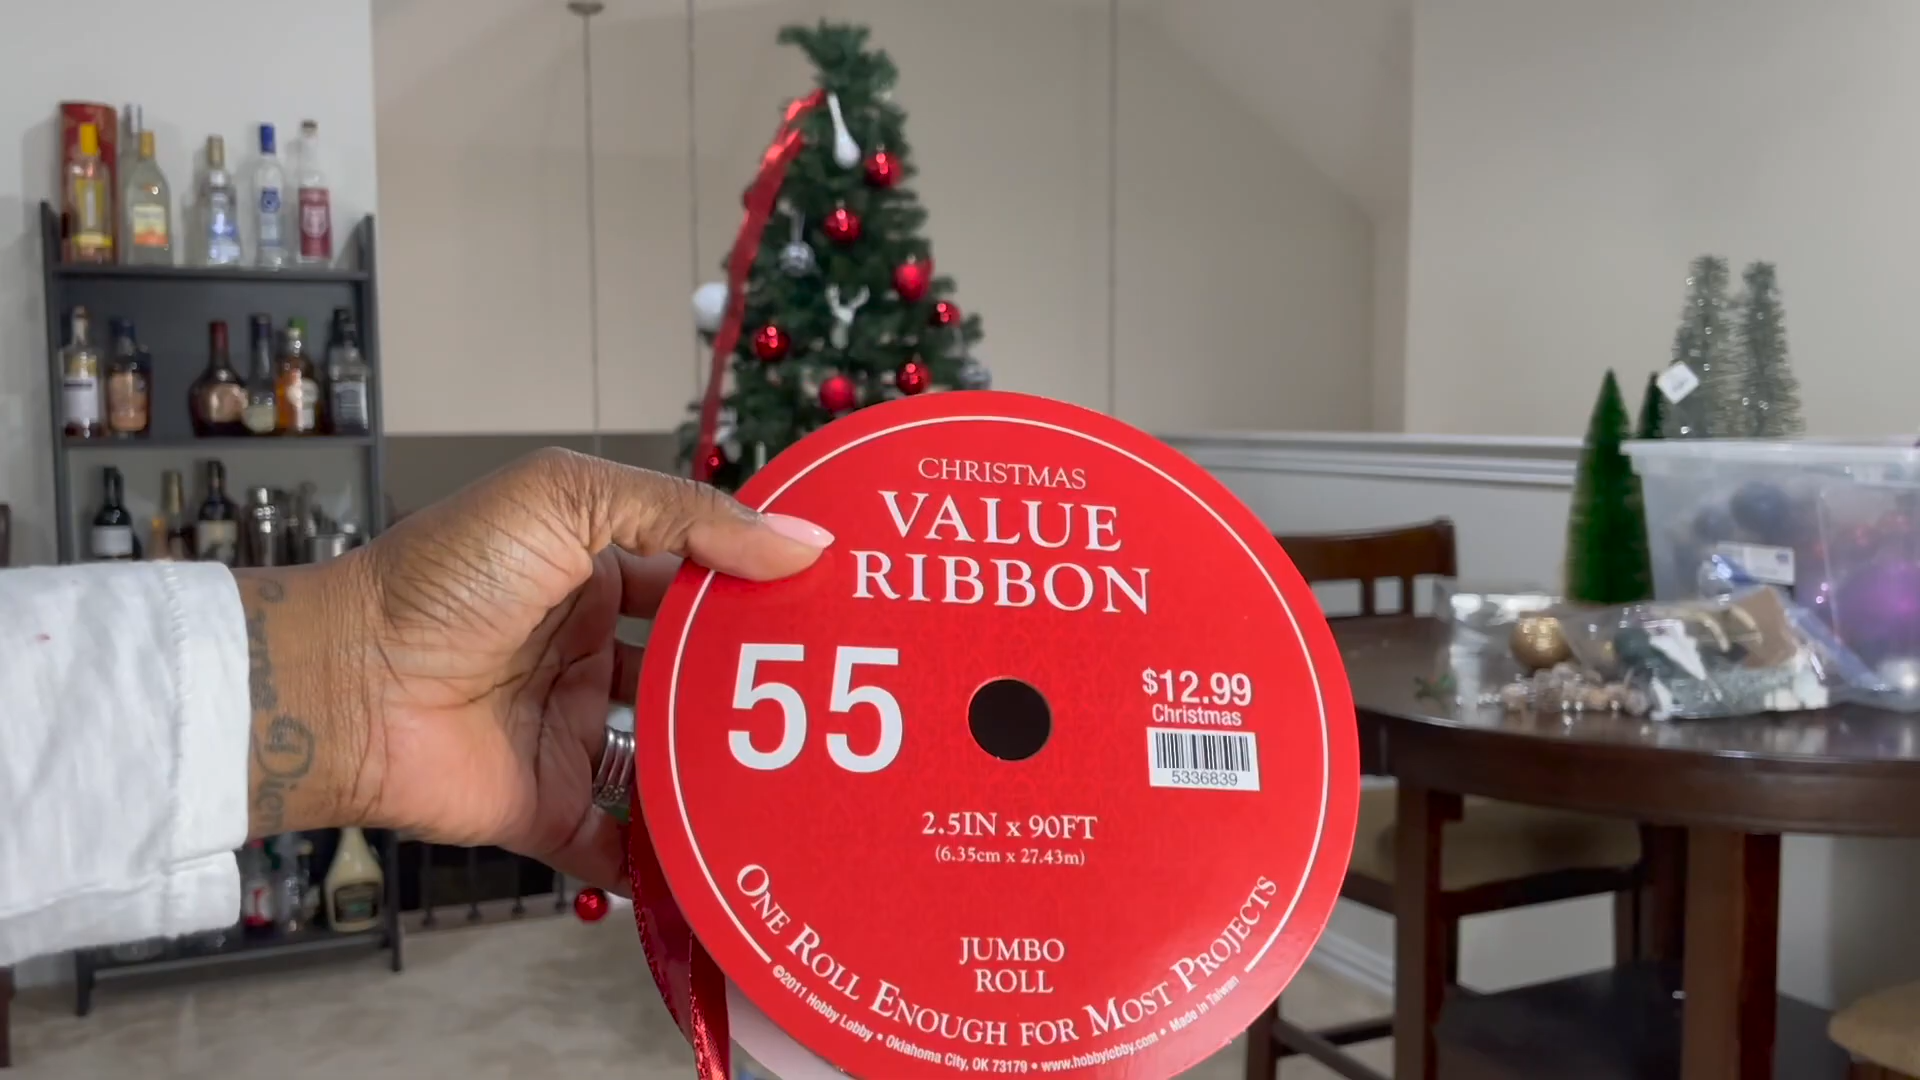 CHRISTMAS
VALUE
RIBBON
55
$12.99
Christmas
5336839
2.5IN x 90FT
(6.35cm x 27.43m)
JUMBO
ROLL
ONE ROLL ENOUGH FOR MOST PROJECTS
©2011 Hobby Lobby • Oklahoma City, OK 73179 • www.hobbylobby.com • Made in Taiwan